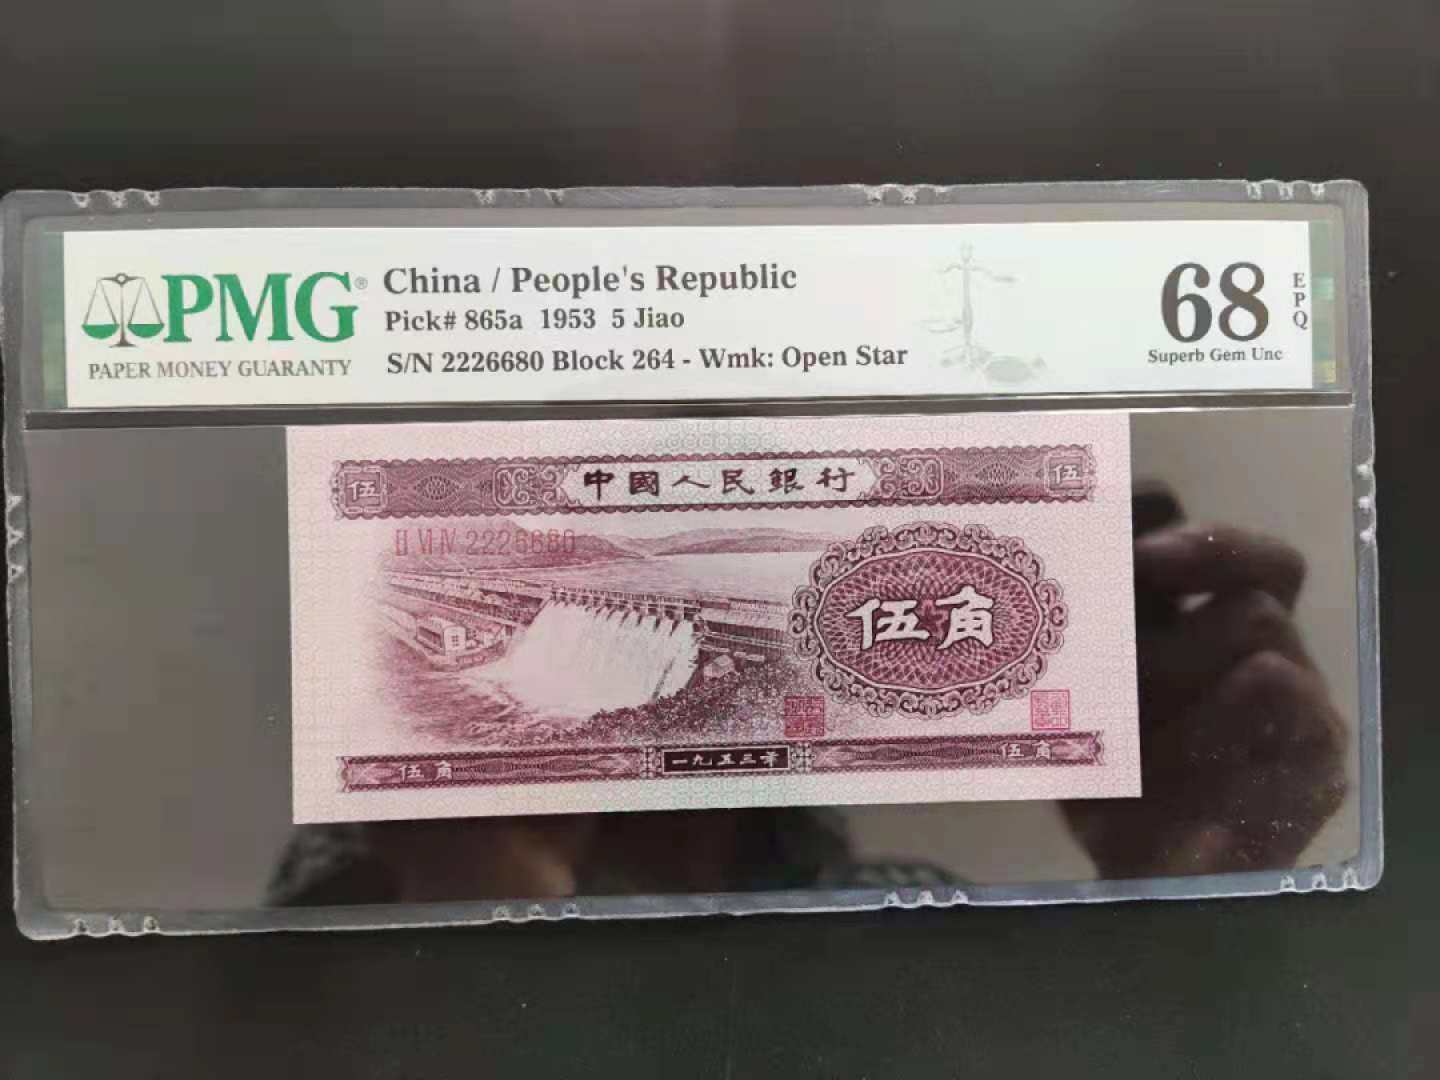 PMG®
PAPER MONEY GUARANTY
China / People's Republic
Pick# 865a 1953 5 Jiao
S/N 2226680 Block 264 - Wmk: Open Star
68
EPQ
Superb Gem Unc
伍 中國人民銀行 伍
II VI IV 2226680
伍角
伍角 一九五三年 伍角